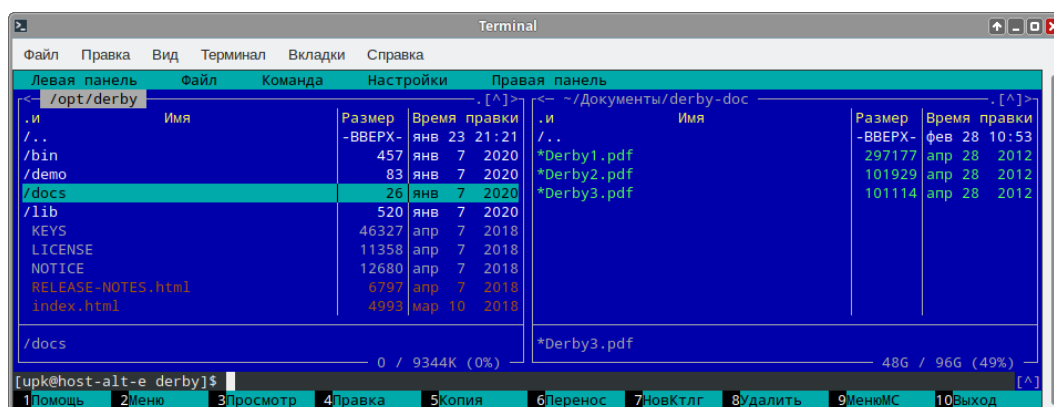 Terminal
Файл Правка Вид Терминал Вкладки Справка
Левая панель Файл Команда Настройки Правая панель
<— /opt/derby .[^]> <— ~/Документы/derby-doc .[^]>
.и Имя Размер Время правки .и Имя Размер Время правки
/.. -ВВЕРХ- янв 23 21:21 /.. -ВВЕРХ- фев 28 10:53
/bin 457 янв 7 2020 *Derby1.pdf 297177 апр 28 2012
/demo 83 янв 7 2020 *Derby2.pdf 101929 апр 28 2012
/docs 26 янв 7 2020 *Derby3.pdf 101114 апр 28 2012
/lib 520 янв 7 2020
KEYS 46327 апр 7 2018
LICENSE 11358 апр 7 2018
NOTICE 12680 апр 7 2018
RELEASE-NOTES.html 6797 апр 7 2018
index.html 4993 мар 10 2018
/docs *Derby3.pdf
0 / 9344K (0%) 48G / 96G (49%)
[upk@host-alt-e derby]$ [^]
1Помощь 2Меню 3Просмотр 4Правка 5Копия 6Перенос 7НовКтлг 8Удалить 9МенюMC 10Выход